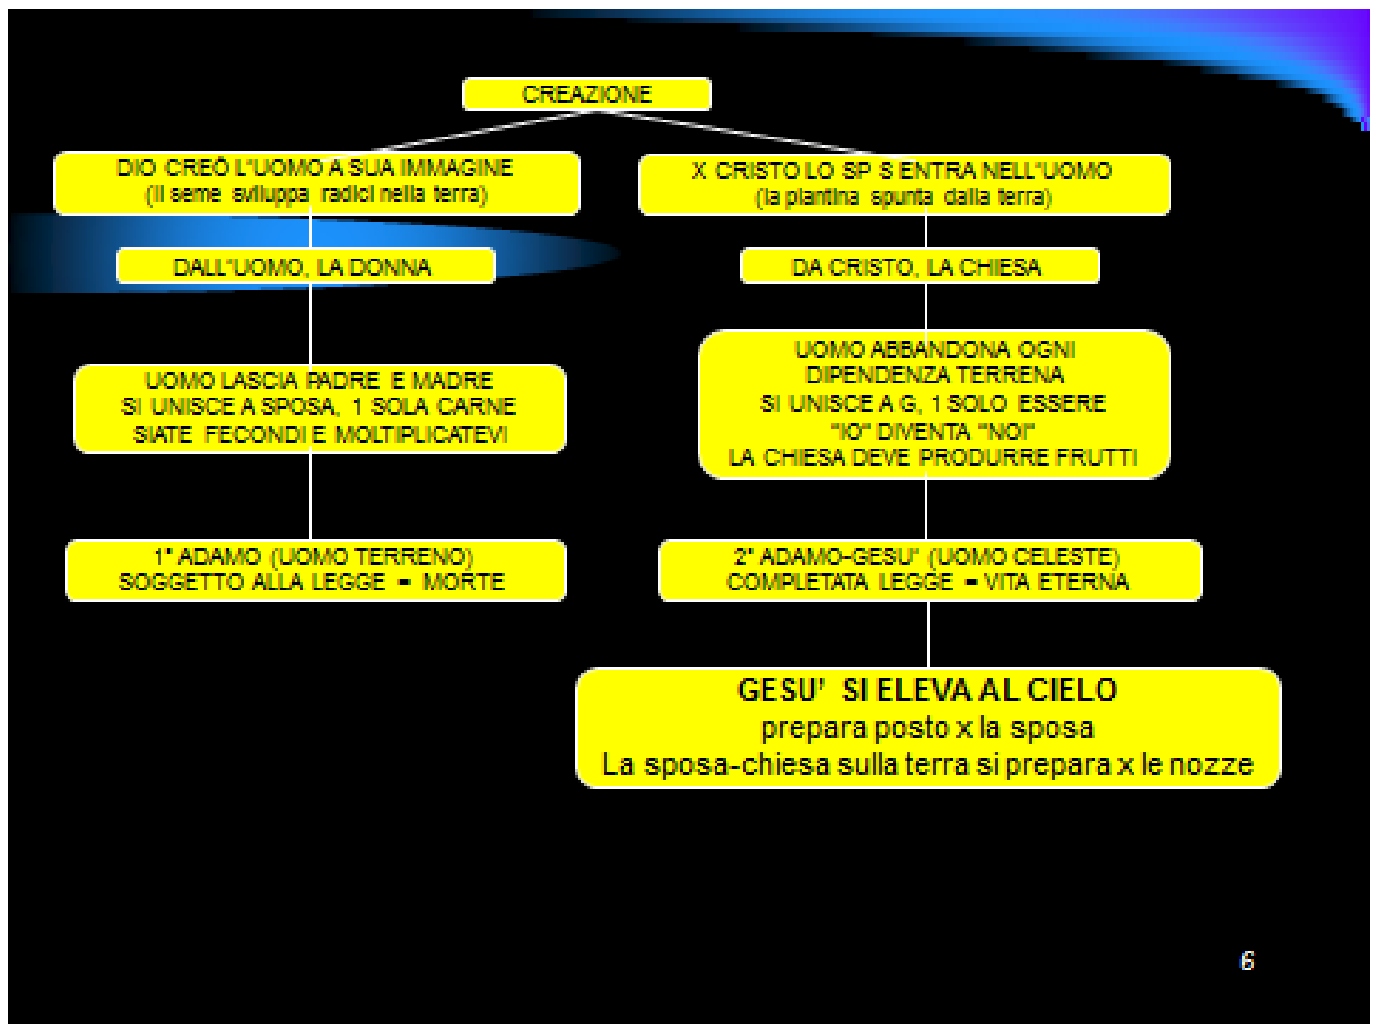 CREAZIONE
DIO CREÒ L'UOMO A SUA IMMAGINE
(il seme sviluppa radici nella terra)
DALL'UOMO, LA DONNA
UOMO LASCIA PADRE E MADRE
SI UNISCE A SPOSA, 1 SOLA CARNE
SIATE FECONDI E MOLTIPLICATEVI
1° ADAMO (UOMO TERRENO)
SOGGETTO ALLA LEGGE = MORTE
X CRISTO LO SP S ENTRA NELL'UOMO
(la piantina spunta dalla terra)
DA CRISTO, LA CHIESA
UOMO ABBANDONA OGNI
DIPENDENZA TERRENA
SI UNISCE A G, 1 SOLO ESSERE
"IO" DIVENTA "NOI"
LA CHIESA DEVE PRODURRE FRUTTI
2° ADAMO-GESU' (UOMO CELESTE)
COMPLETATA LEGGE = VITA ETERNA
GESU' SI ELEVA AL CIELO
prepara posto x la sposa
La sposa-chiesa sulla terra si prepara x le nozze
6